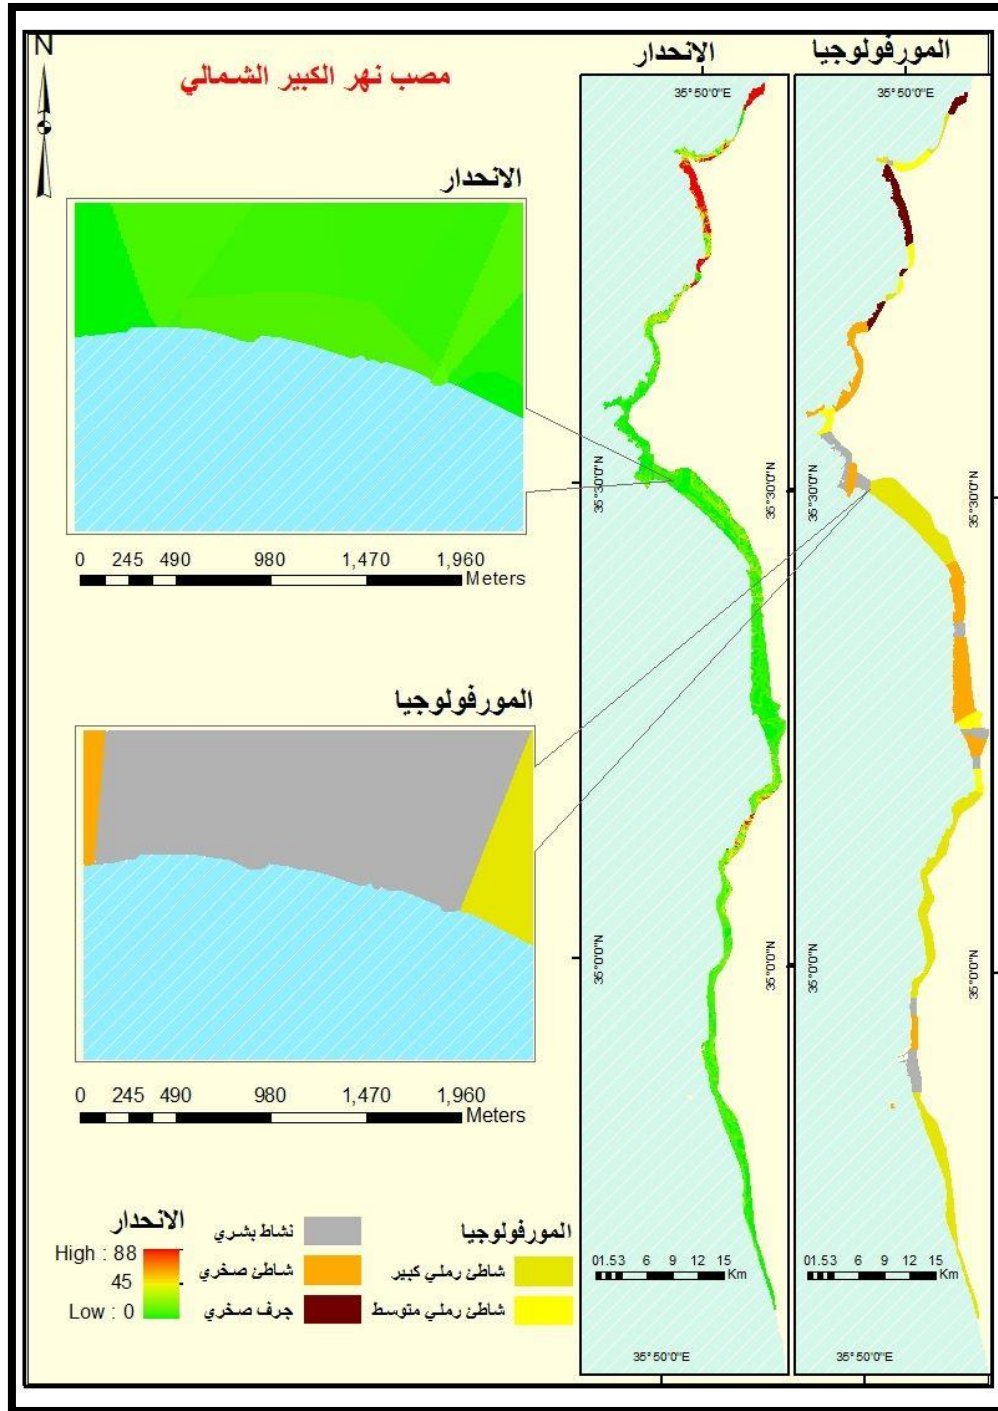 N
مصب نهر الكبير الشمالي
الانحدار
0 245 490 980 1,470 1,960
Meters
المورفولوجيا
0 245 490 980 1,470 1,960
Meters
الانحدار
High : 88
45
Low : 0
نشاط بشري
شاطئ صخري
جرف صخري
المورفولوجيا
شاطئ رملي كبير
شاطئ رملي متوسط
الانحدار
35°50'0"E
35°30'0"N
35°30'0"N
35°0'0"N
35°0'0"N
01.53 6 9 12 15
Km
35°50'0"E
المورفولوجيا
35°50'0"E
35°30'0"N
35°30'0"N
35°0'0"N
35°0'0"N
01.53 6 9 12 15
Km
35°50'0"E